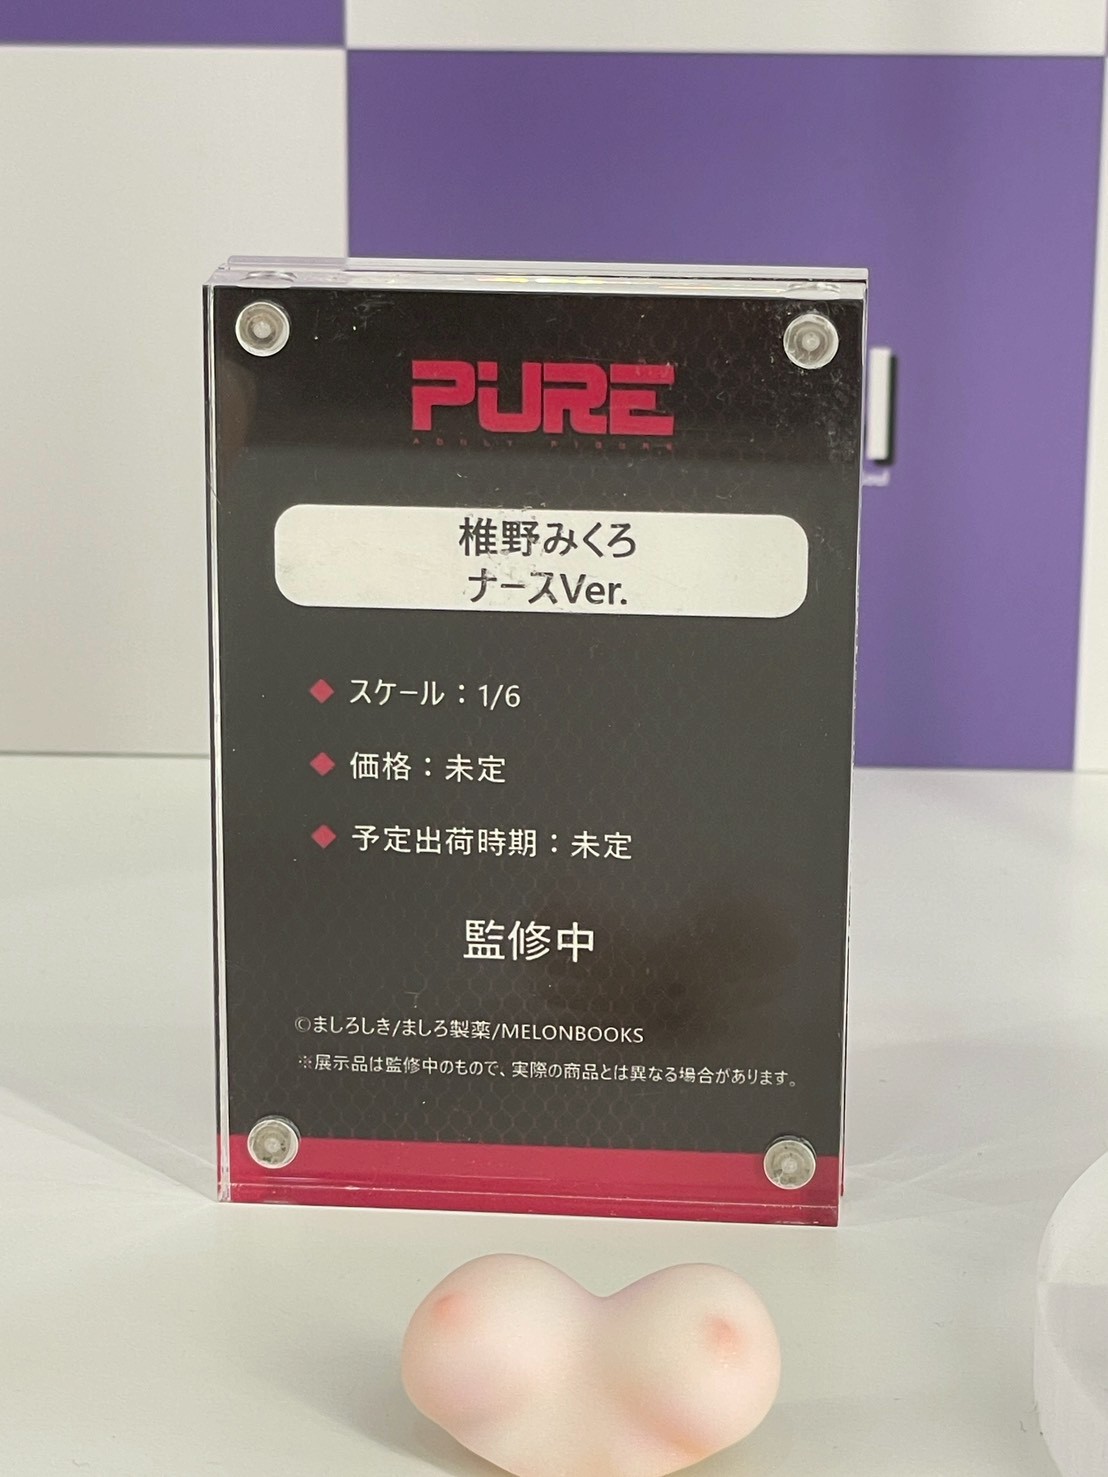 PURE
ADULT FIGURE
椎野みくろ
ナースVer.
◆ スケール：1/6
◆ 価格：未定
◆ 予定出荷時期：未定
監修中
©ましろしき/ましろ製薬/MELONBOOKS
※展示品は監修中のもので、実際の商品とは異なる場合があります。